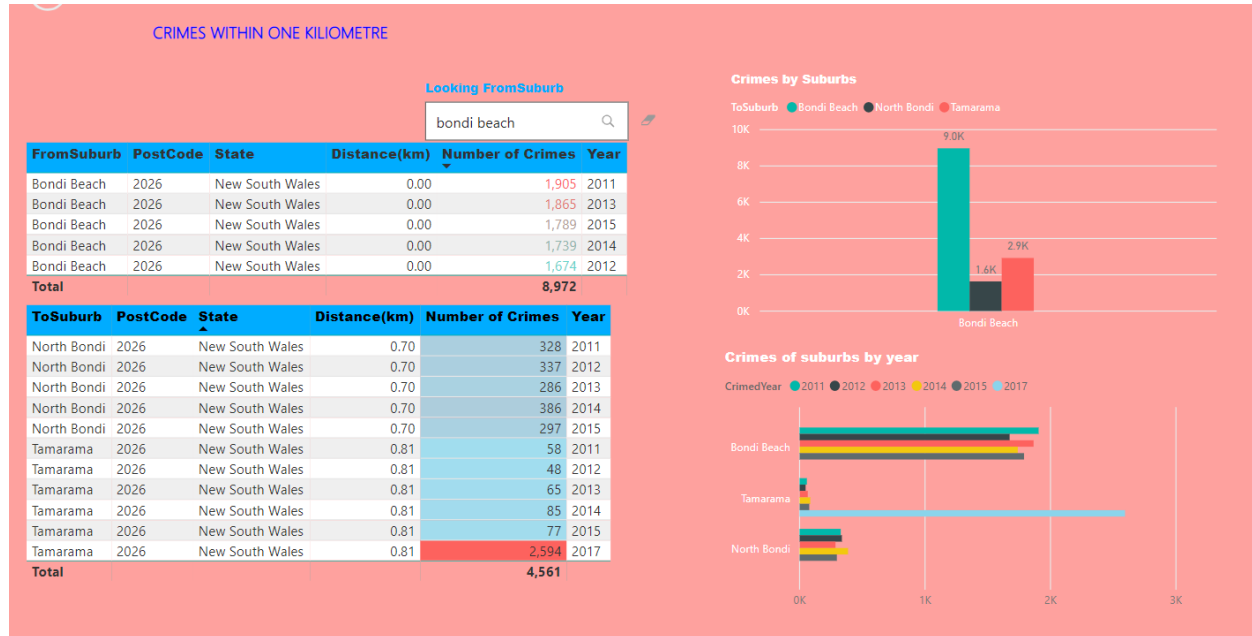 CRIMES WITHIN ONE KILIOMETRE
Looking FromSuburb
bondi beach
FromSuburb PostCode State Distance(km) Number of Crimes Year
Bondi Beach 2026 New South Wales 0.00 1,905 2011
Bondi Beach 2026 New South Wales 0.00 1,865 2013
Bondi Beach 2026 New South Wales 0.00 1,789 2015
Bondi Beach 2026 New South Wales 0.00 1,739 2014
Bondi Beach 2026 New South Wales 0.00 1,674 2012
Total 8,972
ToSuburb PostCode State Distance(km) Number of Crimes Year
North Bondi 2026 New South Wales 0.70 328 2011
North Bondi 2026 New South Wales 0.70 337 2012
North Bondi 2026 New South Wales 0.70 286 2013
North Bondi 2026 New South Wales 0.70 386 2014
North Bondi 2026 New South Wales 0.70 297 2015
Tamarama 2026 New South Wales 0.81 58 2011
Tamarama 2026 New South Wales 0.81 48 2012
Tamarama 2026 New South Wales 0.81 65 2013
Tamarama 2026 New South Wales 0.81 85 2014
Tamarama 2026 New South Wales 0.81 77 2015
Tamarama 2026 New South Wales 0.81 2,594 2017
Total 4,561
Crimes by Suburbs
ToSuburb Bondi Beach North Bondi Tamarama
10K
9.0K
8K
6K
4K
2.9K
2K
1.6K
0K
Bondi Beach
Crimes of suburbs by year
CrimedYear 2011 2012 2013 2014 2015 2017
Bondi Beach
Tamarama
North Bondi
0K 1K 2K 3K